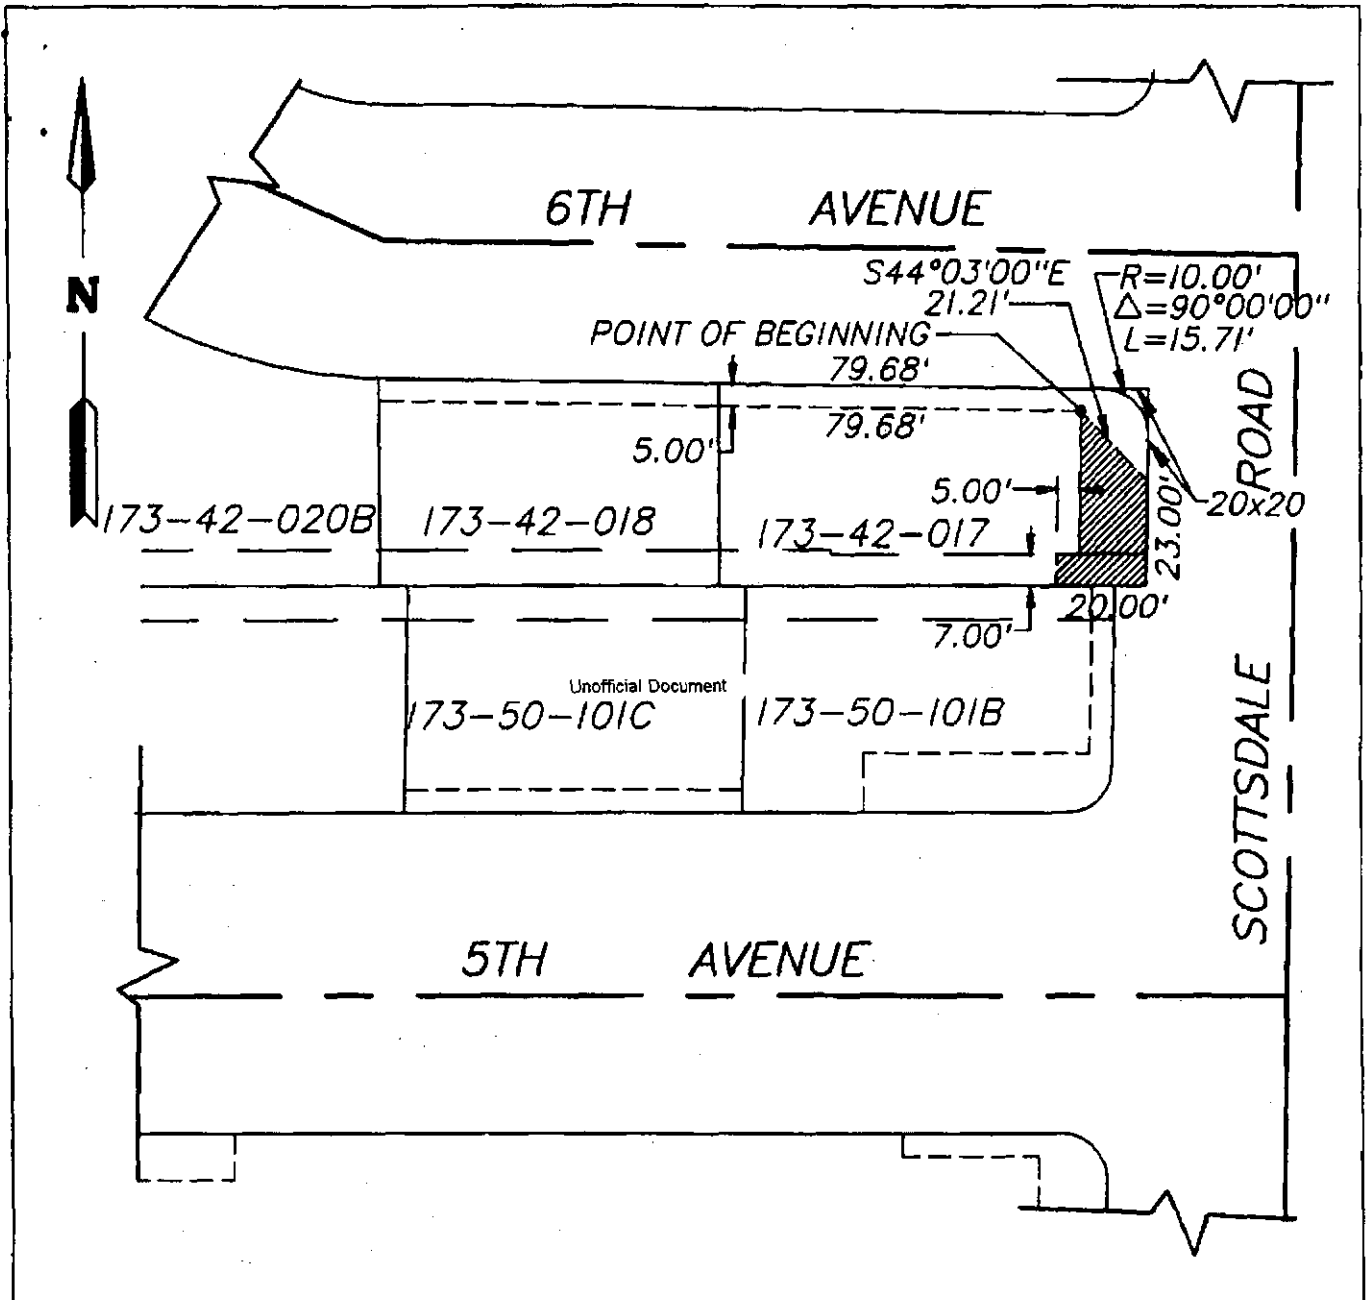 6TH AVENUE
N
S44°03'00"E
21.21'
R=10.00'
Δ=90°00'00"
L=15.71'
POINT OF BEGINNING
79.68'
79.68'
5.00'
5.00'
20x20
173-42-020B
173-42-018
173-42-017
23.00'
20.00'
7.00'
SCOTTSDALE ROAD
Unofficial Document
173-50-101C
173-50-101B
5TH AVENUE